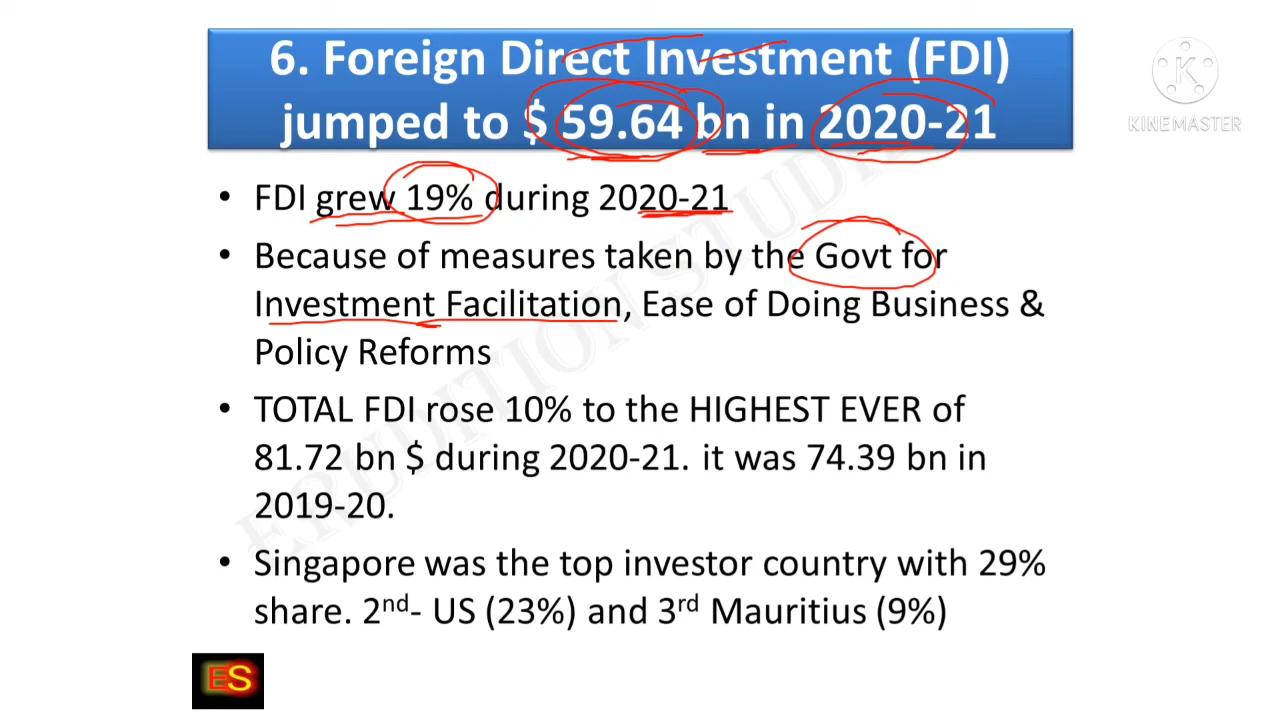 6. Foreign Direct Investment (FDI)
jumped to $ 59.64 bn in 2020-21
KINEMASTER
• FDI grew 19% during 2020-21
• Because of measures taken by the Govt for
Investment Facilitation, Ease of Doing Business &
Policy Reforms
• TOTAL FDI rose 10% to the HIGHEST EVER of
81.72 bn $ during 2020-21. it was 74.39 bn in
2019-20.
• Singapore was the top investor country with 29%
share. 2nd- US (23%) and 3rd Mauritius (9%)
ES